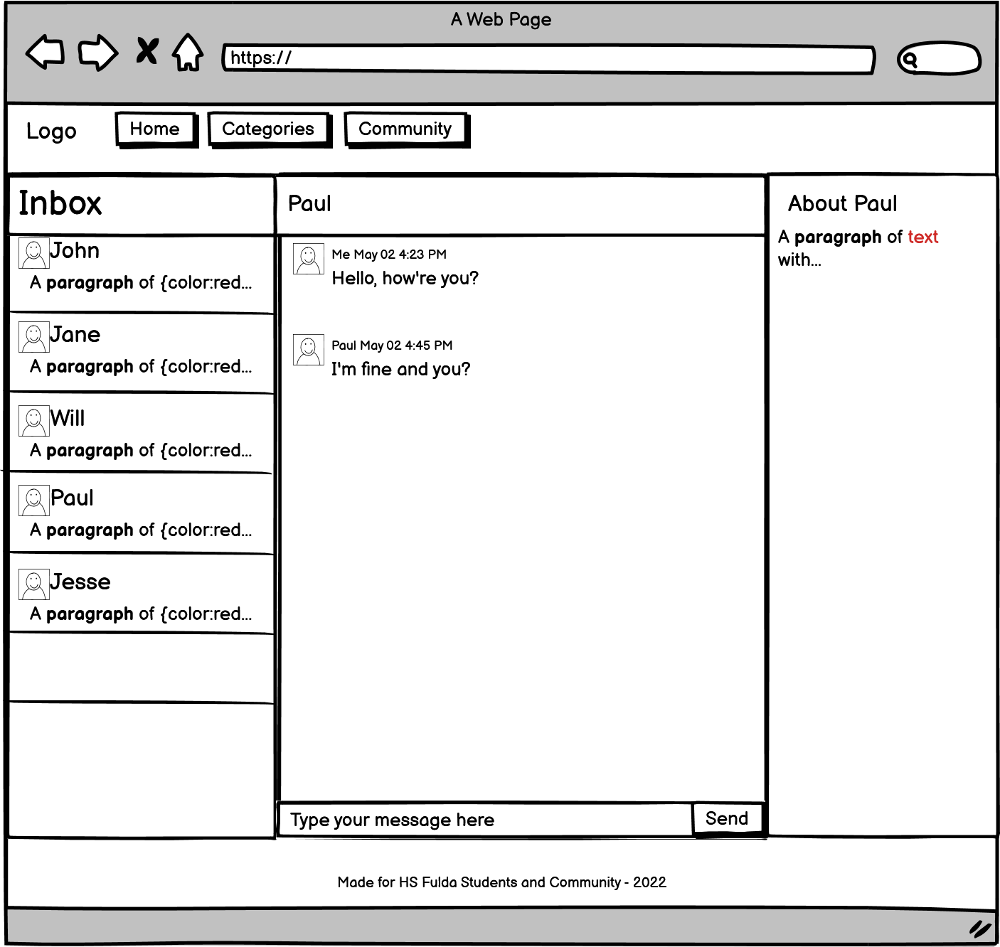 A Web Page
https://
Logo
Home
Categories
Community
Inbox
John
A paragraph of {color:red...
Jane
A paragraph of {color:red...
Will
A paragraph of {color:red...
Paul
A paragraph of {color:red...
Jesse
A paragraph of {color:red...
Paul
Me May 02 4:23 PM
Hello, how're you?
Paul May 02 4:45 PM
I'm fine and you?
Type your message here
Send
About Paul
A paragraph of text
with...
Made for HS Fulda Students and Community - 2022